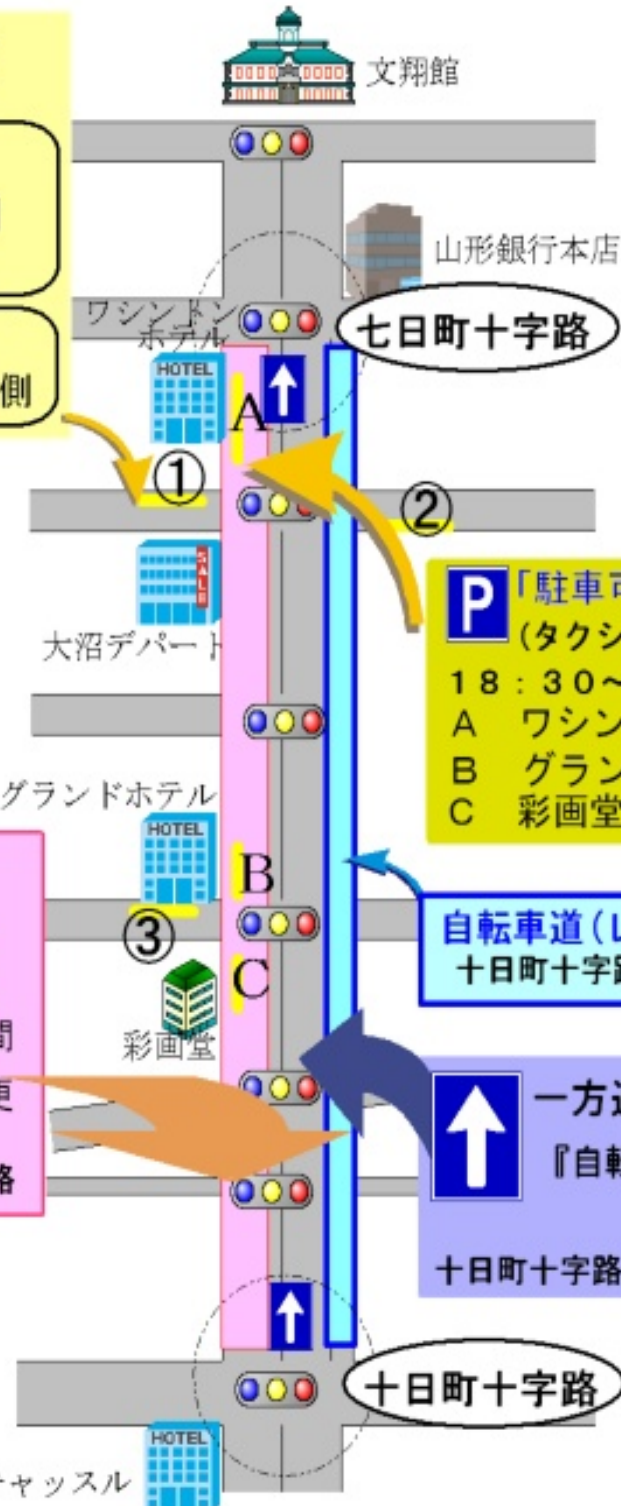 文翔館
山形銀行本店
七日町十字路
ワシントン
ホテル
HOTEL
側
A
①
②
SALE
大沼デパート
P「駐車可
(タクシ
18:30~
A ワシン
B グラン
C 彩画堂
グランドホテル
HOTEL
B
③
C
彩画堂
自転車道(レ
十日町十字路
間
更
路
一方通
『自転
十日町十字路
十日町十字路
HOTEL
ャッスル